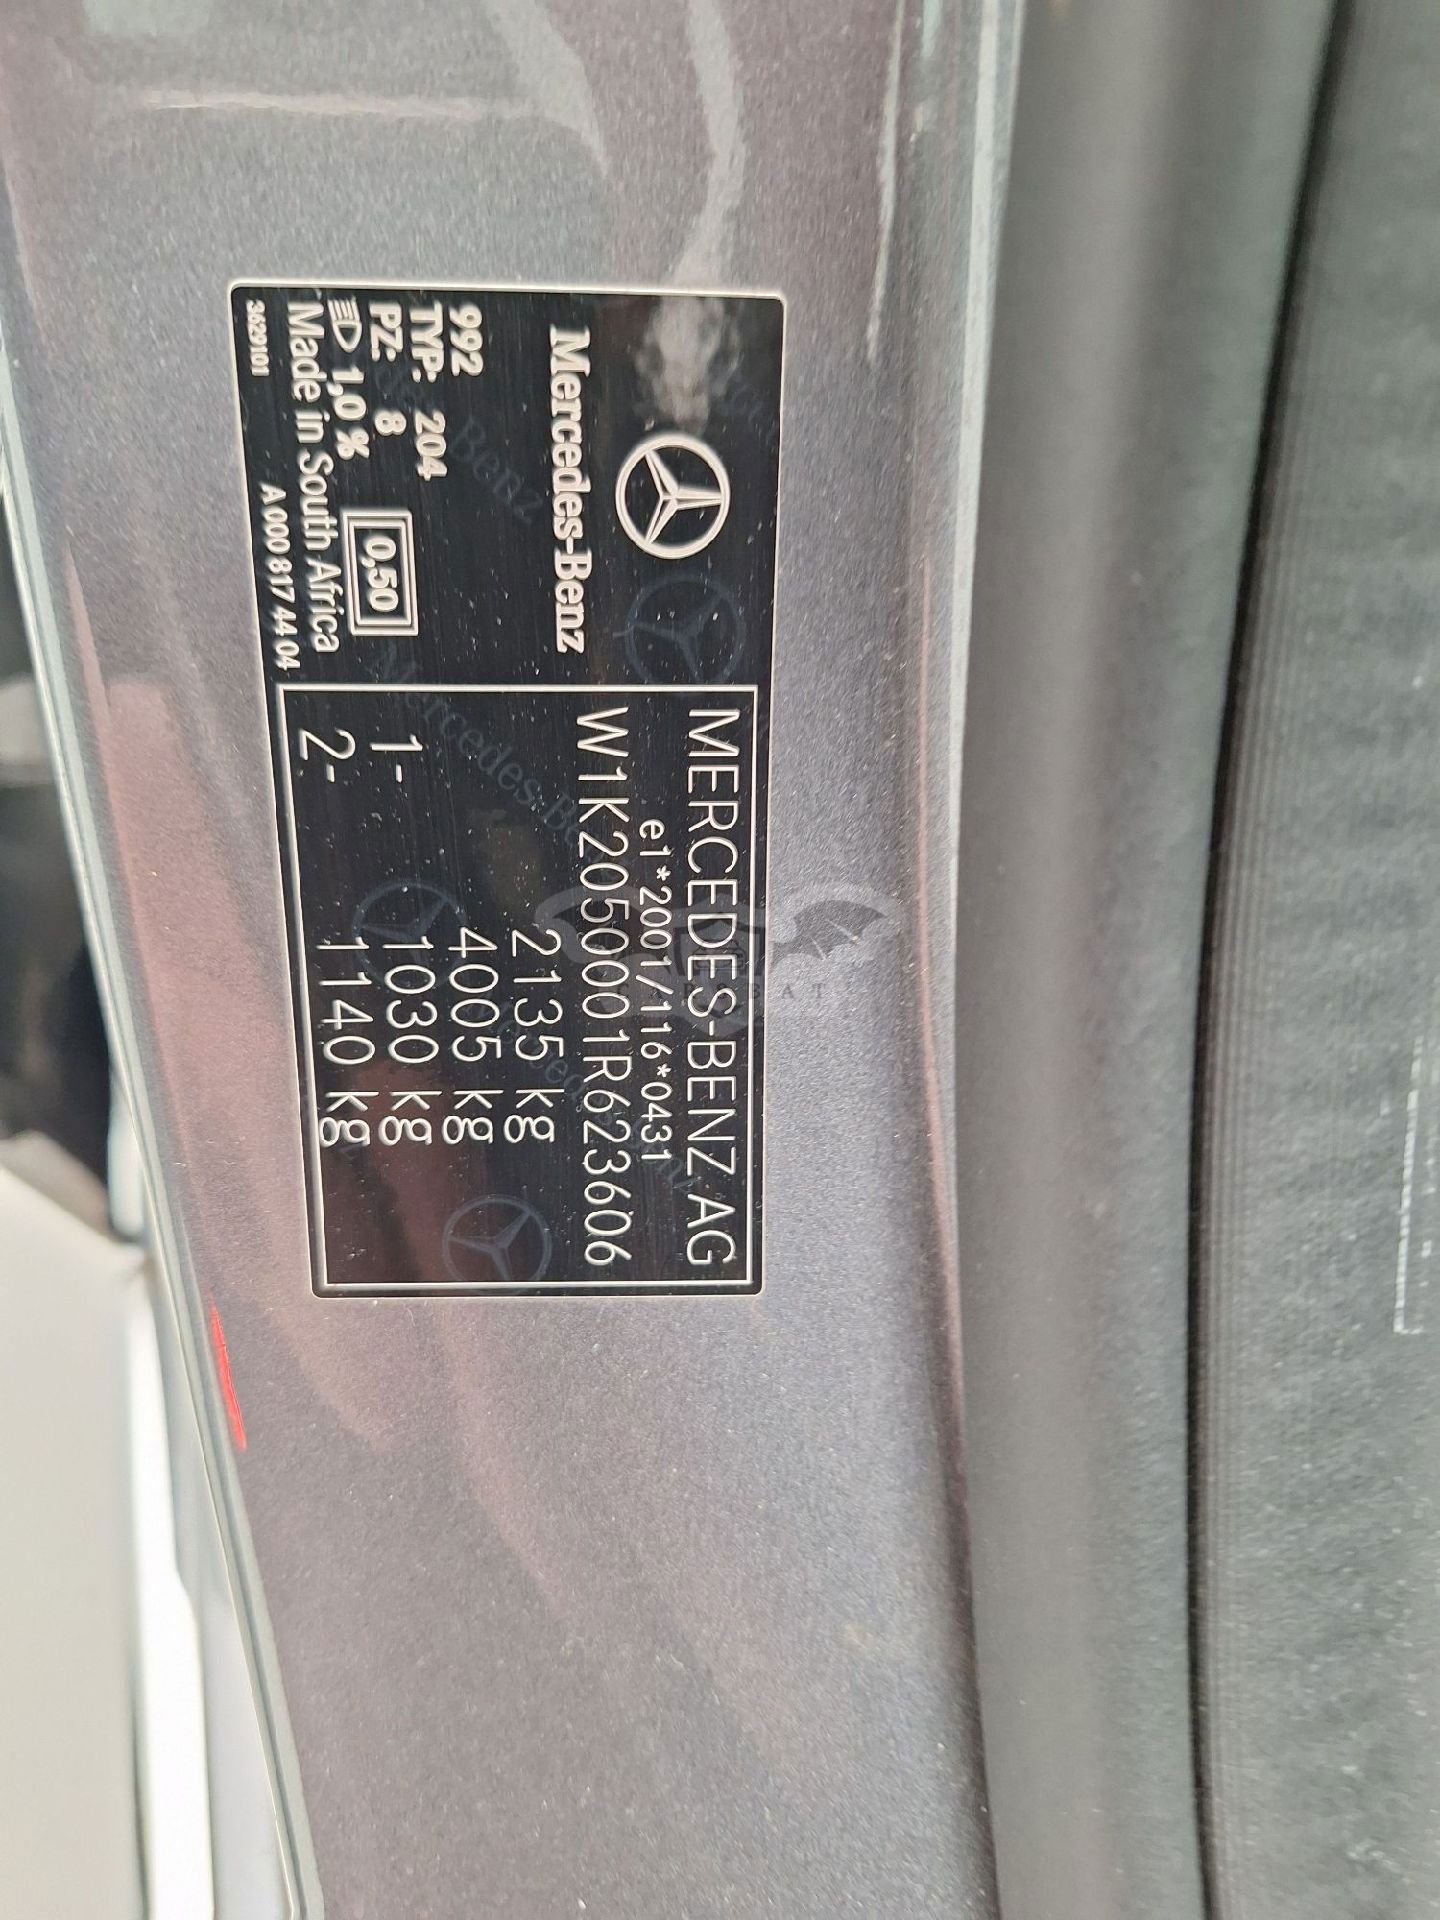 Mercedes-Benz
992
TYP: 204
PZ: 8
1,0 %
0,50
Made in South Africa
3629101
A 000 817 44 04
MERCEDES-BENZ AG
e1*2001/116*0431
W1K2050001R623606
2135 kg
4005 kg
1- 1030 kg
2- 1140 kg